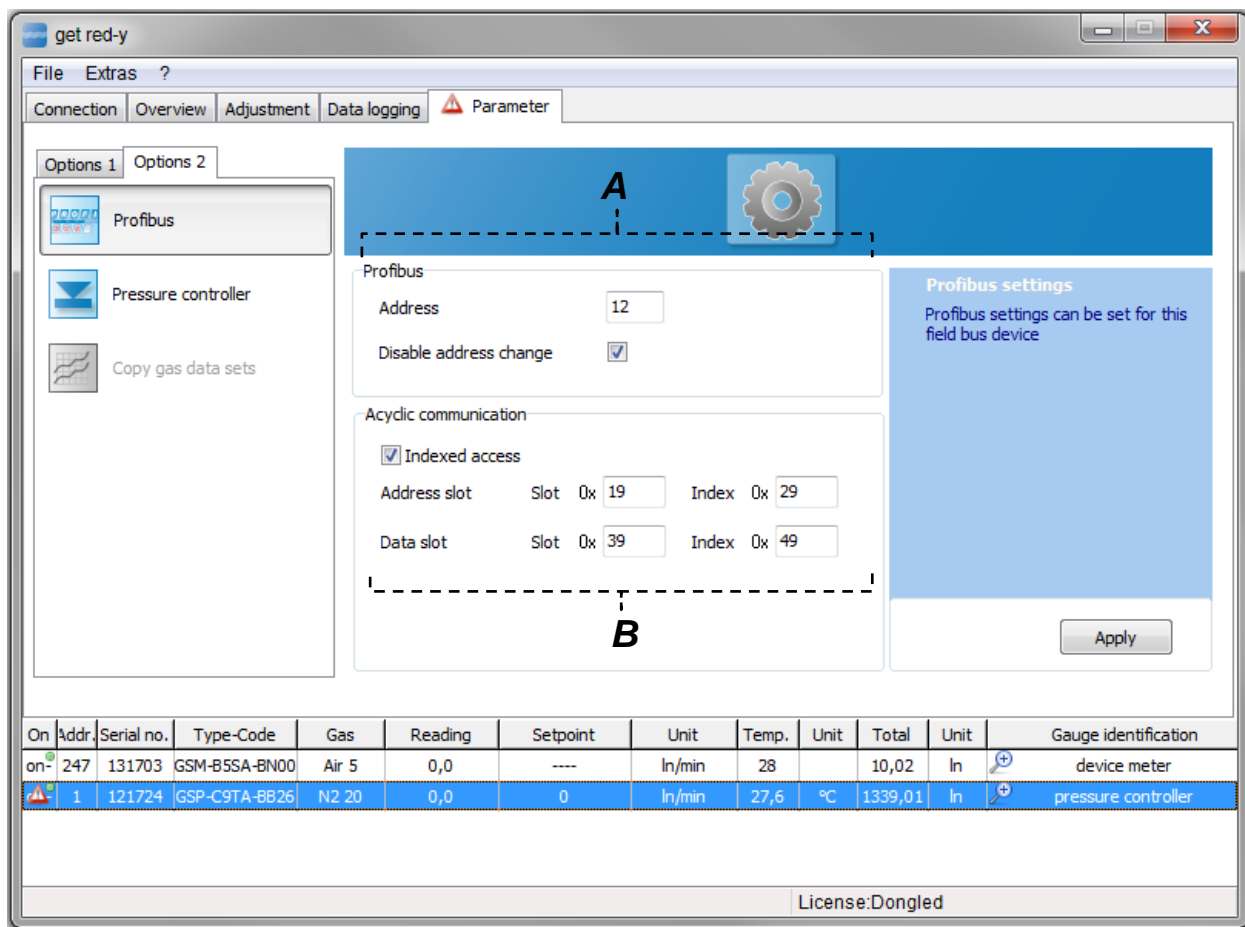 get red-y
File Extras ?
Connection Overview Adjustment Data logging Parameter
Options 1 Options 2
Profibus
Pressure controller
Copy gas data sets
A
Profibus
Address 12
Disable address change
Acyclic communication
Indexed access
Address slot Slot 0x 19 Index 0x 29
Data slot Slot 0x 39 Index 0x 49
B
Profibus settings
Profibus settings can be set for this
field bus device
Apply
On Addr. Serial no. Type-Code Gas Reading Setpoint Unit Temp. Unit Total Unit Gauge identification
on- 247 131703 GSM-B5SA-BN00 Air 5 0,0 ---- ln/min 28 10,02 ln device meter
1 121724 GSP-C9TA-BB26 N2 20 0,0 0 ln/min 27,6 °C 1339,01 ln pressure controller
License:Dongled